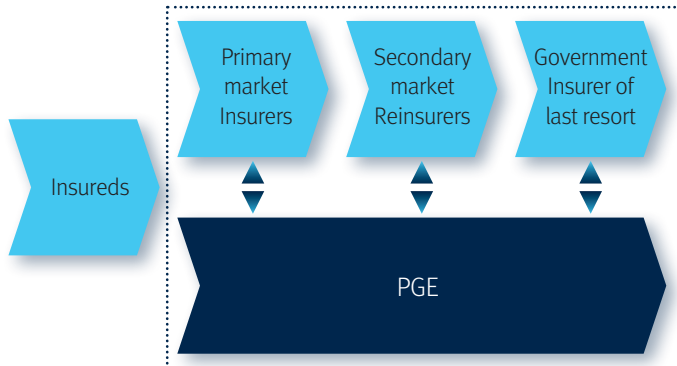 Insureds
Primary
market
Insurers
Secondary
market
Reinsurers
Government
Insurer of
last resort
PGE